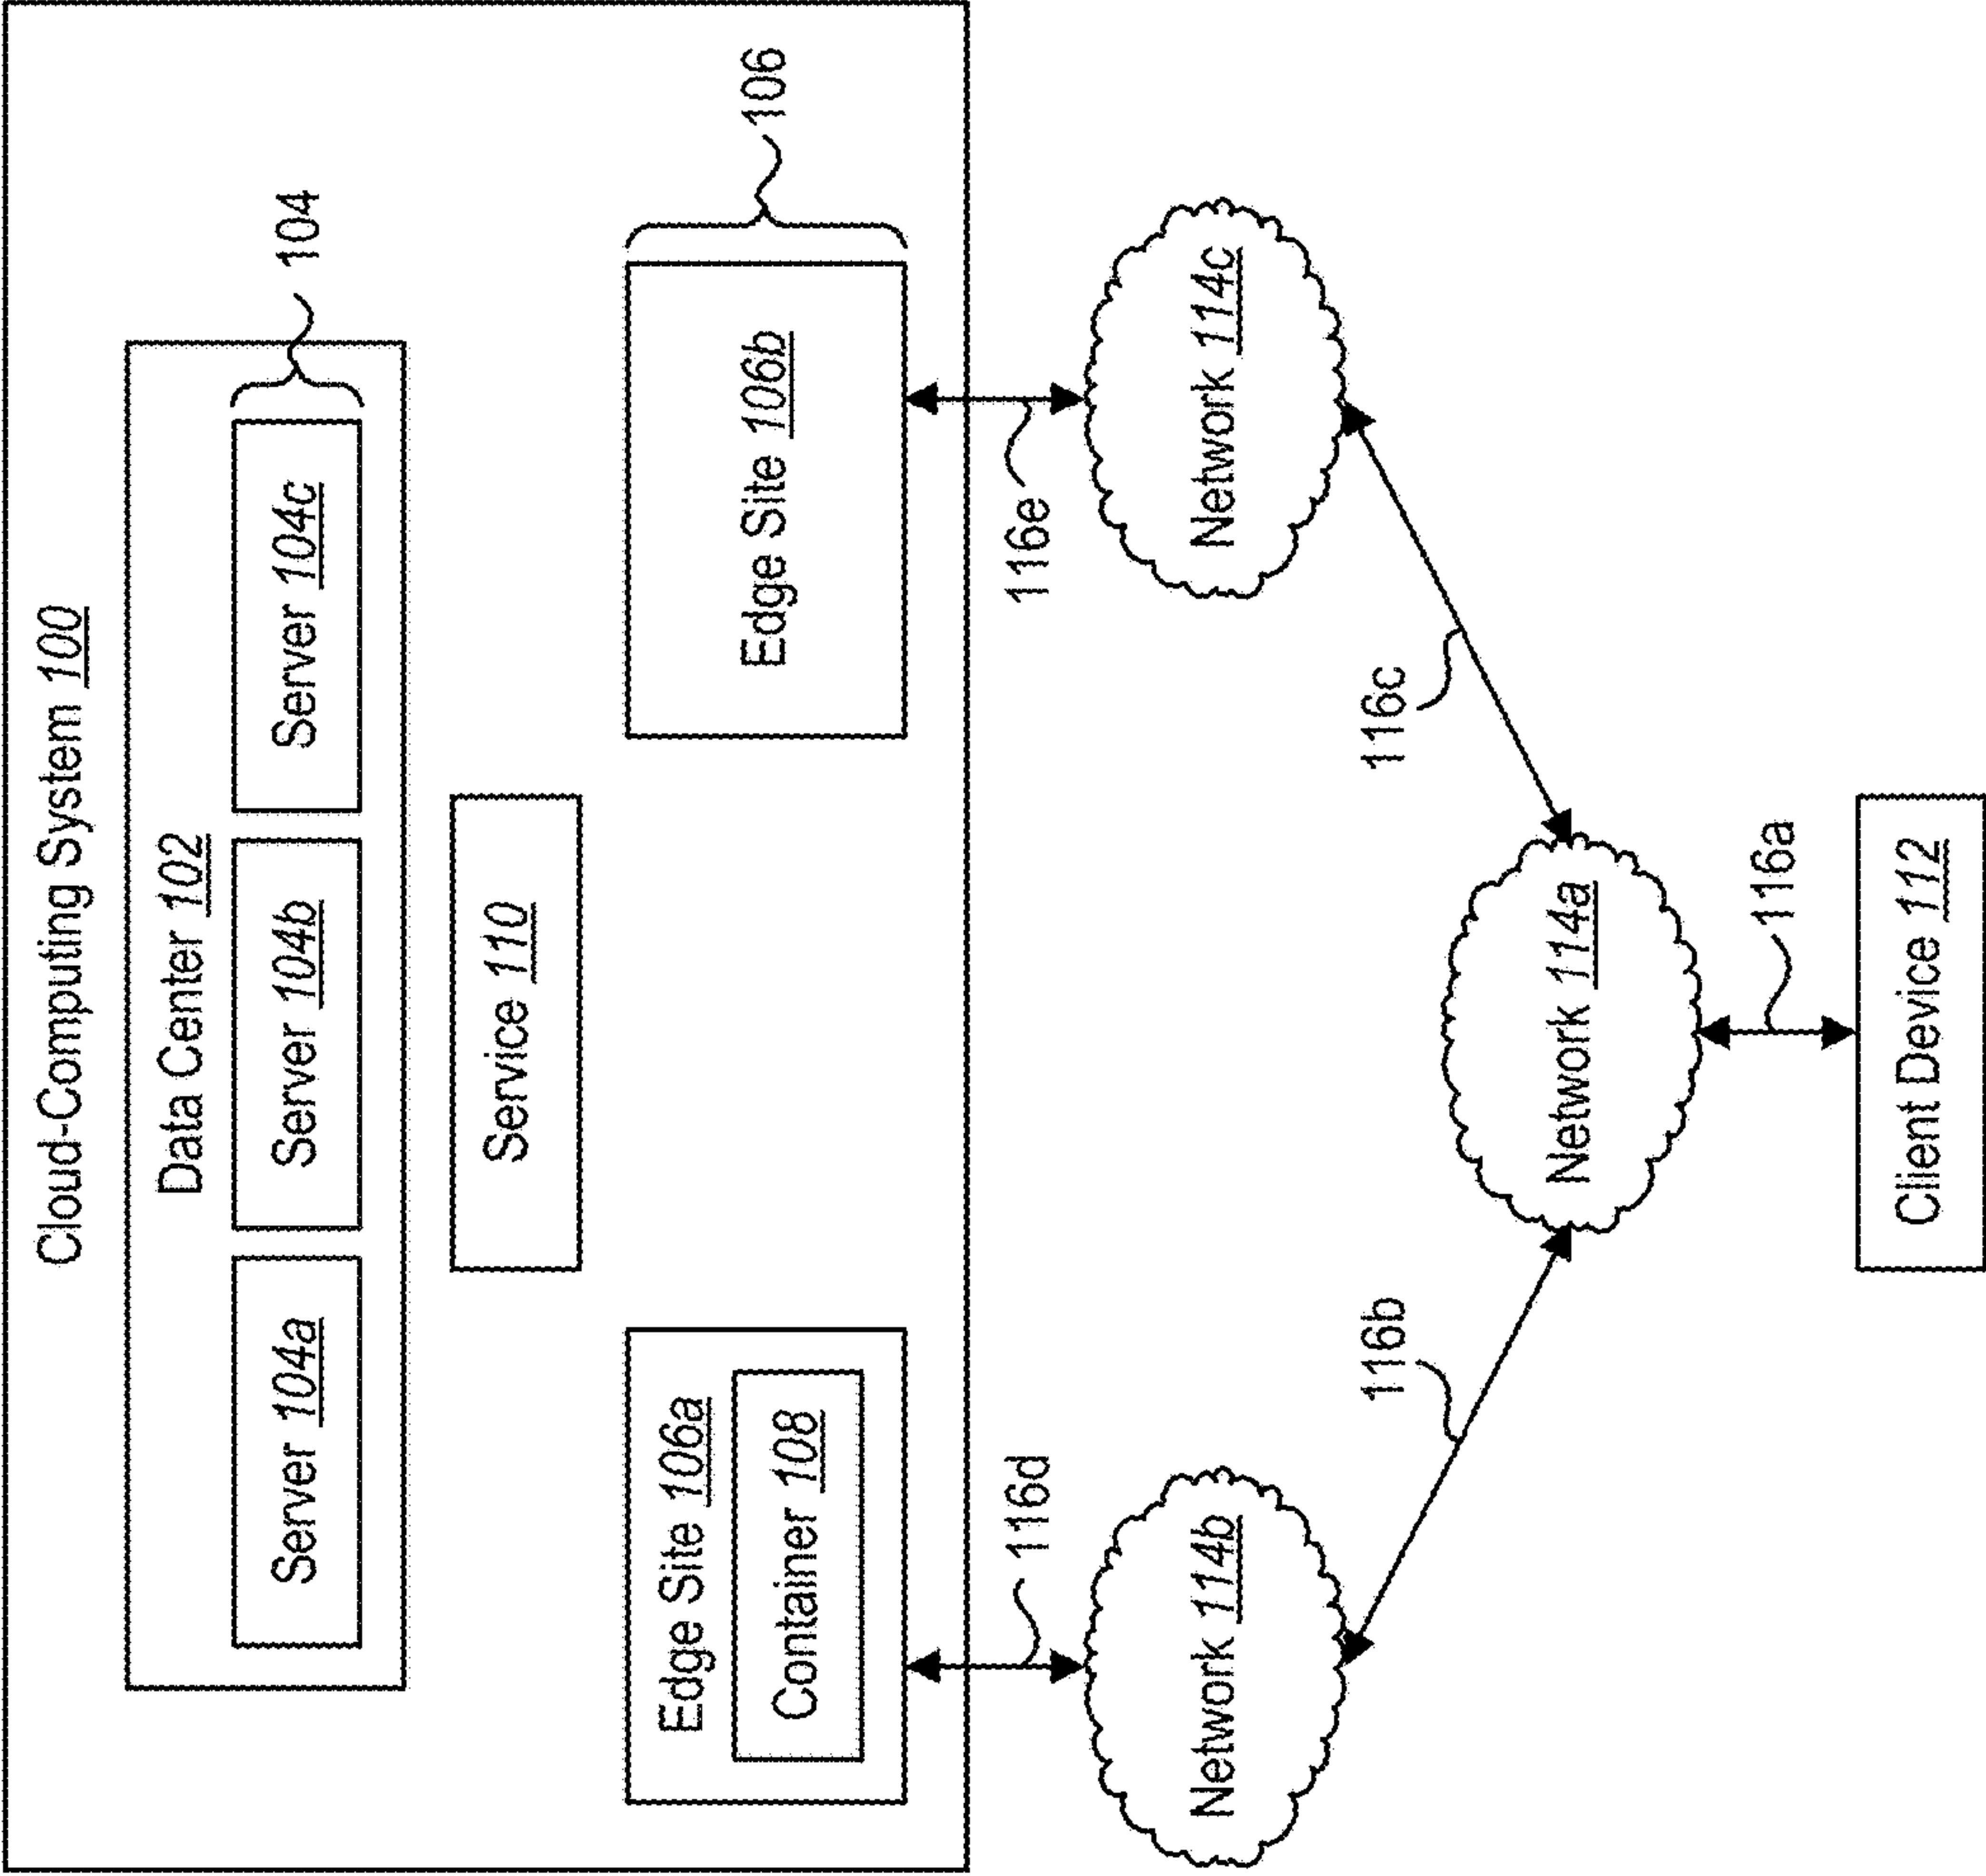 Cloud-Computing System 100
Data Center 102
Server 104a
Server 104b
Server 104c
104
Service 110
Edge Site 106a
Container 108
Edge Site 106b
106
116d
116e
Network 114b
Network 114c
116b
116c
Network 114a
116a
Client Device 112